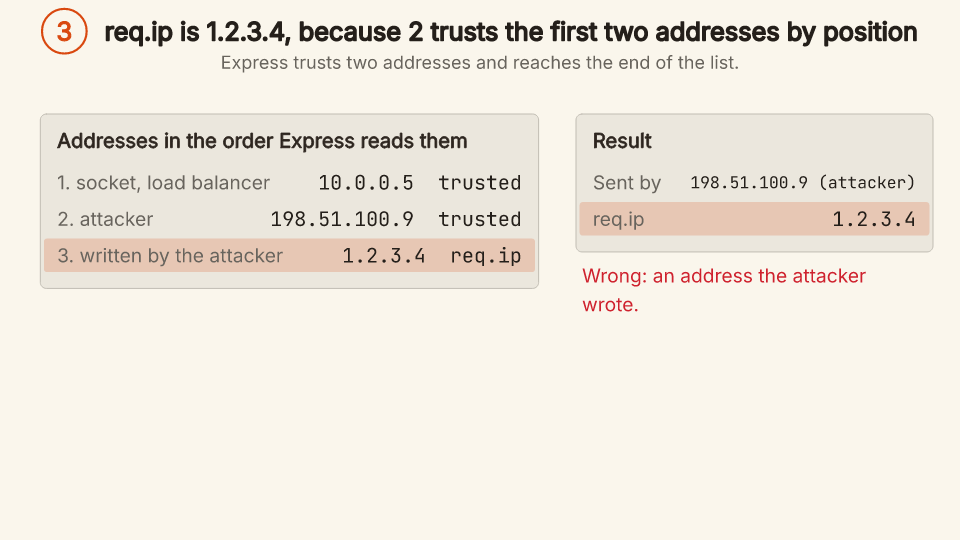 3 req.ip is 1.2.3.4, because 2 trusts the first two addresses by position
Express trusts two addresses and reaches the end of the list.
Addresses in the order Express reads them
1. socket, load balancer 10.0.0.5 trusted
2. attacker 198.51.100.9 trusted
3. written by the attacker 1.2.3.4 req.ip
Result
Sent by 198.51.100.9 (attacker)
req.ip 1.2.3.4
Wrong: an address the attacker
wrote.